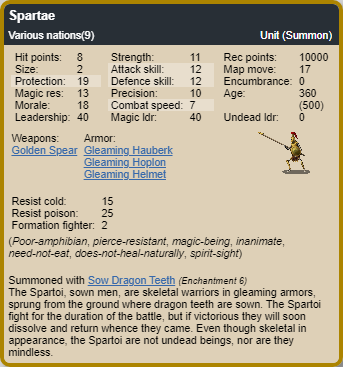 Spartae
Various nations(9) Unit (Summon)
Hit points: 8 Strength: 11 Rec points: 10000
Size: 2 Attack skill: 12 Map move: 17
Protection: 19 Defence skill: 12 Encumbrance: 0
Magic res: 13 Precision: 10 Age: 360
Morale: 18 Combat speed: 7 (500)
Leadership: 40 Magic ldr: 40 Undead ldr: 0
Weapons: Armor:
Golden Spear Gleaming Hauberk
Gleaming Hoplon
Gleaming Helmet
Resist cold: 15
Resist poison: 25
Formation fighter: 2
(Poor-amphibian, pierce-resistant, magic-being, inanimate,
need-not-eat, does-not-heal-naturally, spirit-sight)
Summoned with Sow Dragon Teeth (Enchantment 6)
The Spartoi, sown men, are skeletal warriors in gleaming armors,
sprung from the ground where dragon teeth are sown. The Spartoi
fight for the duration of the battle, but if victorious they will soon
dissolve and return whence they came. Even though skeletal in
appearance, the Spartoi are not undead beings, nor are they
mindless.